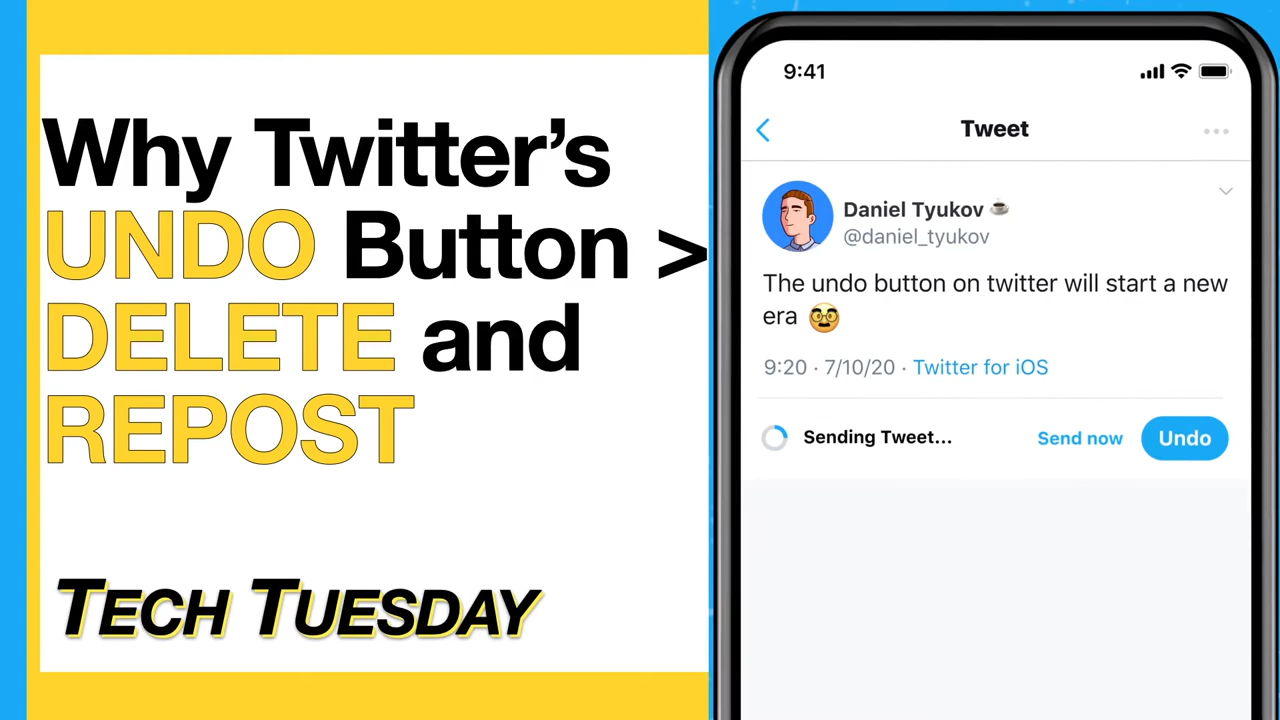 Why Twitter’s
UNDO Button >
DELETE and
REPOST
TECH TUESDAY
9:41
Tweet
Daniel Tyukov ☕
@daniel_tyukov
The undo button on twitter will start a new
era 🥸
9:20 · 7/10/20 · Twitter for iOS
Sending Tweet... Send now Undo